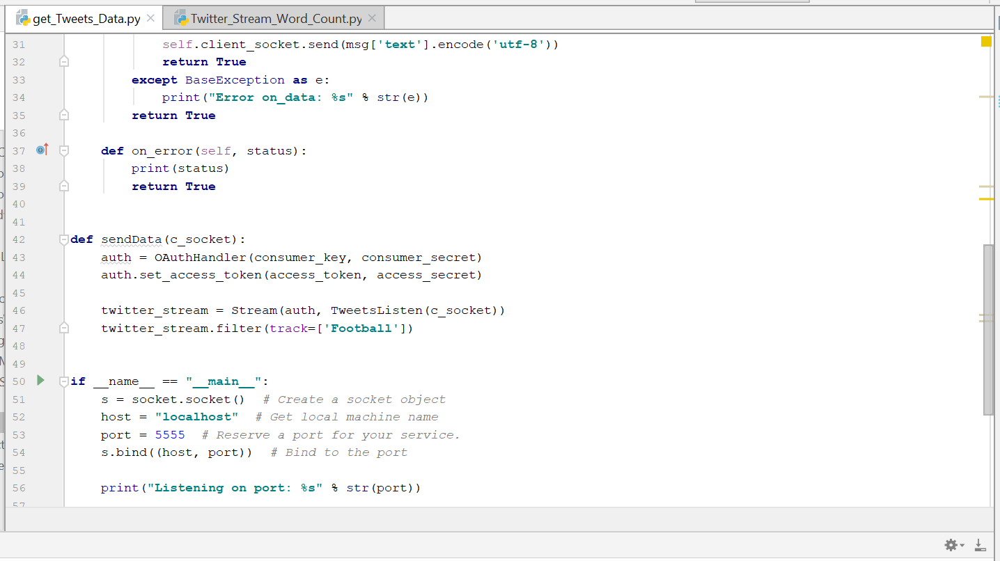 get_Tweets_Data.py Twitter_Stream_Word_Count.py
31 self.client_socket.send(msg['text'].encode('utf-8'))
32 return True
33 except BaseException as e:
34 print("Error on_data: %s" % str(e))
35 return True
36
37 def on_error(self, status):
38 print(status)
39 return True
40
41
42 def sendData(c_socket):
43 auth = OAuthHandler(consumer_key, consumer_secret)
44 auth.set_access_token(access_token, access_secret)
45
46 twitter_stream = Stream(auth, TweetsListen(c_socket))
47 twitter_stream.filter(track=['Football'])
48
49
50 if __name__ == "__main__":
51 s = socket.socket()  # Create a socket object
52 host = "localhost"  # Get local machine name
53 port = 5555  # Reserve a port for your service.
54 s.bind((host, port))  # Bind to the port
55
56 print("Listening on port: %s" % str(port))
57